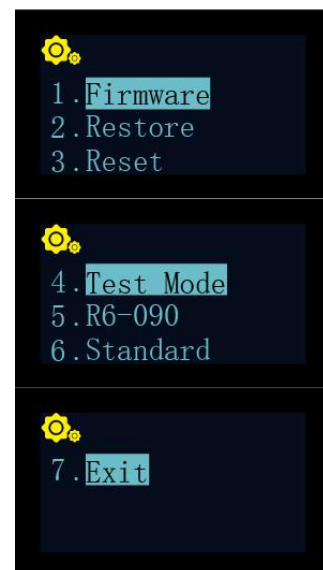 1.Firmware
2.Restore
3.Reset
4.Test Mode
5.R6-090
6.Standard
7.Exit